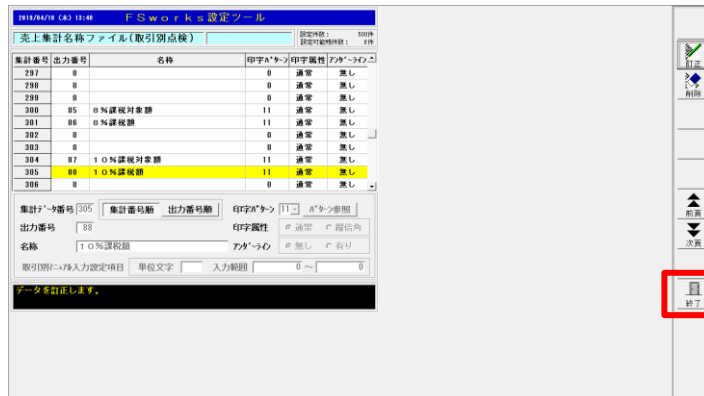 2019/04/18 (木) 13:40 ＦＳｗｏｒｋｓ設定ツール
売上集計名称ファイル(取引別点検)
設定件数： 500件
設定可能残件数： 0件
集計番号 出力番号 名称 印字ﾊﾟﾀｰﾝ 印字属性 ｱﾝﾀﾞｰﾗｲﾝ
297 0 0 通常 無し
298 0 0 通常 無し
299 0 0 通常 無し
300 85 ８％課税対象額 11 通常 無し
301 86 ８％課税額 11 通常 無し
302 0 0 通常 無し
303 0 0 通常 無し
304 87 １０％課税対象額 11 通常 無し
305 88 １０％課税額 11 通常 無し
306 0 0 通常 無し
集計ﾃﾞｰﾀ番号 305 集計番号順 出力番号順 印字ﾊﾟﾀｰﾝ 11 ﾊﾟﾀｰﾝ参照
出力番号 88 印字属性 通常 縦倍角
名称 １０％課税額 ｱﾝﾀﾞｰﾗｲﾝ 無し 有り
取引別ﾏﾆｭｱﾙ入力設定項目 単位文字 入力範囲 0 ～ 0
データを訂正します。
訂正
削除
前頁
次頁
終了